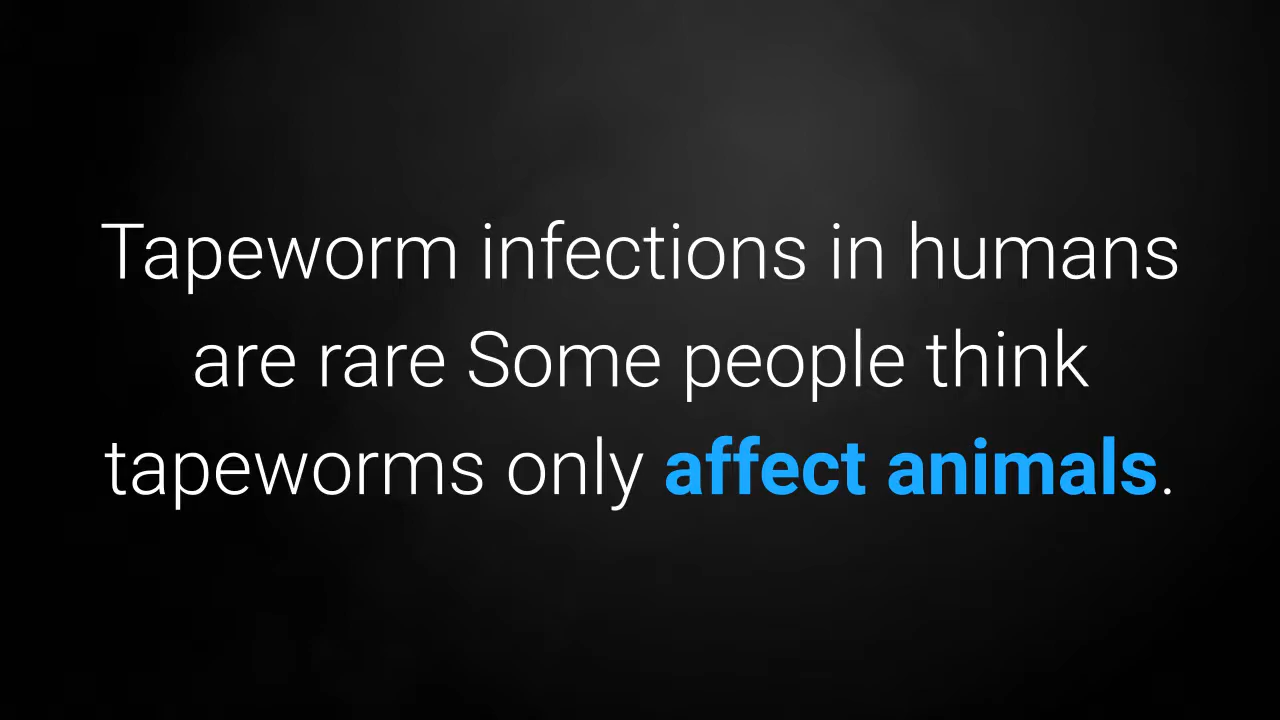 Tapeworm infections in humans
are rare Some people think
tapeworms only affect animals.